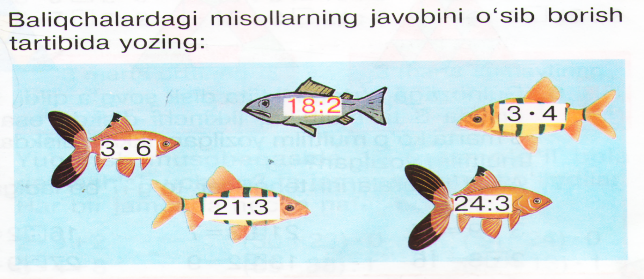 Baliqchalardagi misollarning javobini o‘sib borish
tartibida yozing:
18:2
3 · 4
3 · 6
21:3
24:3